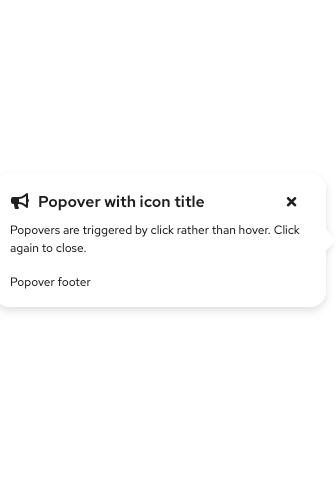 Popover with icon title
Popovers are triggered by click rather than hover. Click
again to close.
Popover footer